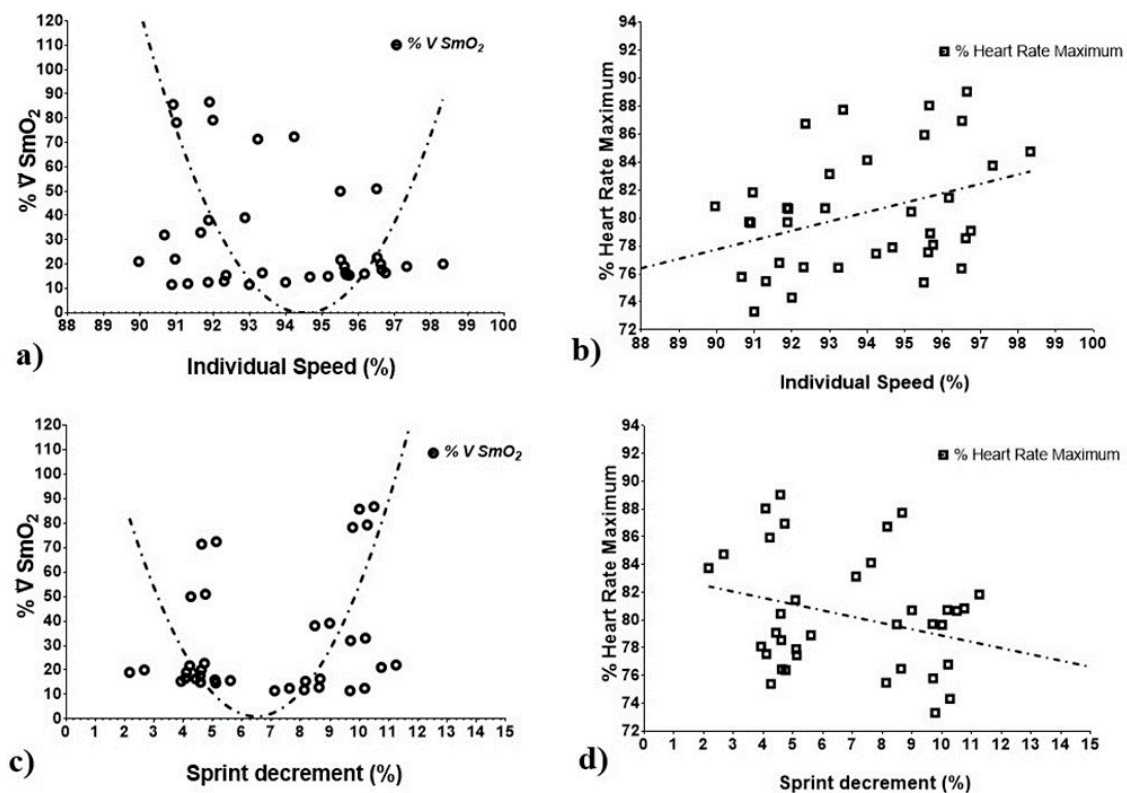 120
110
100
90
80
70
60
50
40
30
20
10
0
% ∇ SmO₂
% V SmO₂
88 89 90 91 92 93 94 95 96 97 98 99 100
a)
Individual Speed (%)
94
92
90
88
86
84
82
80
78
76
74
72
% Heart Rate Maximum
% Heart Rate Maximum
88 89 90 91 92 93 94 95 96 97 98 99 100
b)
Individual Speed (%)
120
110
100
90
80
70
60
50
40
30
20
10
0
% ∇ SmO₂
% V SmO₂
0 1 2 3 4 5 6 7 8 9 10 11 12 13 14 15
c)
Sprint decrement (%)
94
92
90
88
86
84
82
80
78
76
74
72
% Heart Rate Maximum
% Heart Rate Maximum
0 1 2 3 4 5 6 7 8 9 10 11 12 13 14 15
d)
Sprint decrement (%)